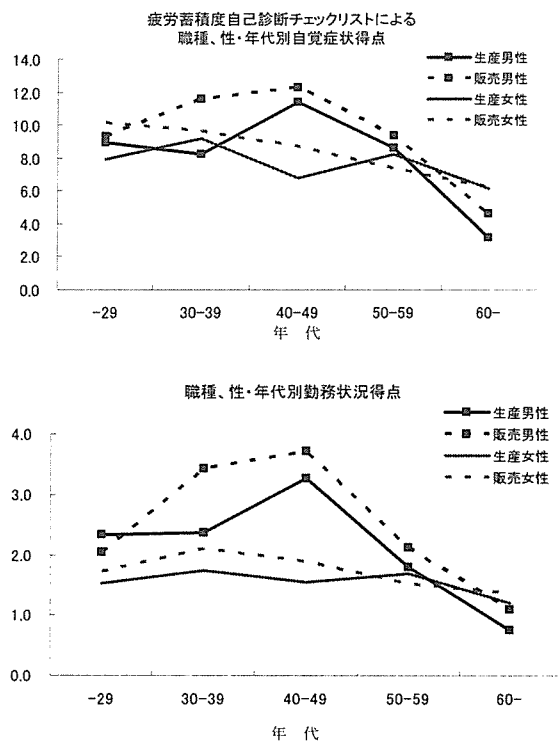 疲労蓄積度自己診断チェックリストによる
職種、性・年代別自覚症状得点
生産男性
販売男性
生産女性
販売女性
14.0
12.0
10.0
8.0
6.0
4.0
2.0
0.0
-29 30-39 40-49 50-59 60-
年 代
職種、性・年代別勤務状況得点
生産男性
販売男性
生産女性
販売女性
4.0
3.0
2.0
1.0
0.0
-29 30-39 40-49 50-59 60-
年 代